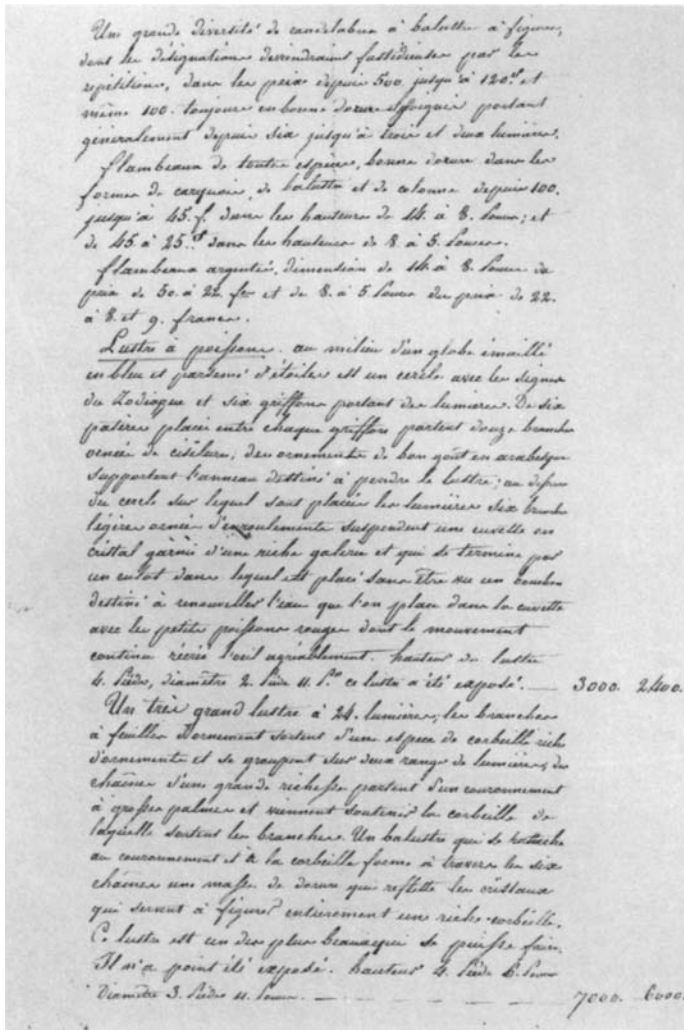 Une grande diversité de candelabres à balustre à figures,
dont les désignations deviendraient fastidieuses par les
répétitions, dans les prix depuis 500 jusqu'à 120.f et
même 100. toujours en bonne dorure et portant
généralement depuis six jusqu'à trois et deux lumières.
flambeaux de toutes espèces, bonne dorure dans les
formes de carquois, de balustre et de colonne depuis 100.
jusqu'à 45. f. dans les hauteurs de 14. à 8. Pouces; et
de 45 à 25.f dans les hauteurs de 8. à 5. Pouces.
flambeaux argentés, dimension de 14. à 8. Pouces du
prix de 50. à 22. fcs et de 8. à 5 Pouces du prix de 22.
à 8. et 9. francs.
Lustre à poissons. au milieu d'un globe émaillé
en bleu et parsemé d'étoiles est un cercle avec les signes
du Zodiaque et six griffons portant des lumières. De six
patères placées entre chaque griffons partent douze branches
ornées de ciselure; des ornements de bon goût en arabesques
supportent l'anneau destiné à pendre le lustre; au dessous
du cercle sur lequel sont placées les lumières six branches
légères ornées d'enroulements suspendent une cuvette en
cristal garnie d'une riche galerie et qui se termine par
un culot dans lequel est placé sans être vu un bouchon
destiné à renouveller l'eau que l'on place dans la cuvette
avec les petits poissons rouges dont le mouvement
continu récrée l'oeil agréablement. hauteur du lustre
4. Pieds, diamètre 2. Pieds 11. Pces ce lustre a été exposé. — 3000. 2400.
Un très grand lustre à 24. lumières; les branches
à feuilles d'ornement sortent d'une espece de corbeille riche
d'ornements et se groupent sur deux rangs de lumières; des
chaînes d'une grande richesse partent d'un couronnement
à grosses palmes et viennent soutenir la corbeille de
laquelle sortent les branches. Un balustre qui se rattache
au couronnement et à la corbeille forme à travers les six
chaînes une masse de dorure qui reflette les cristaux
qui servent à figurer entièrement une riche corbeille.
Ce lustre est un des plus beaux qui se puisse faire.
Il n'a point été exposé. hauteur 4. Pieds 6. Pouces
Diamètre 3. Pieds 11. Pouces. — 7000. 6000.